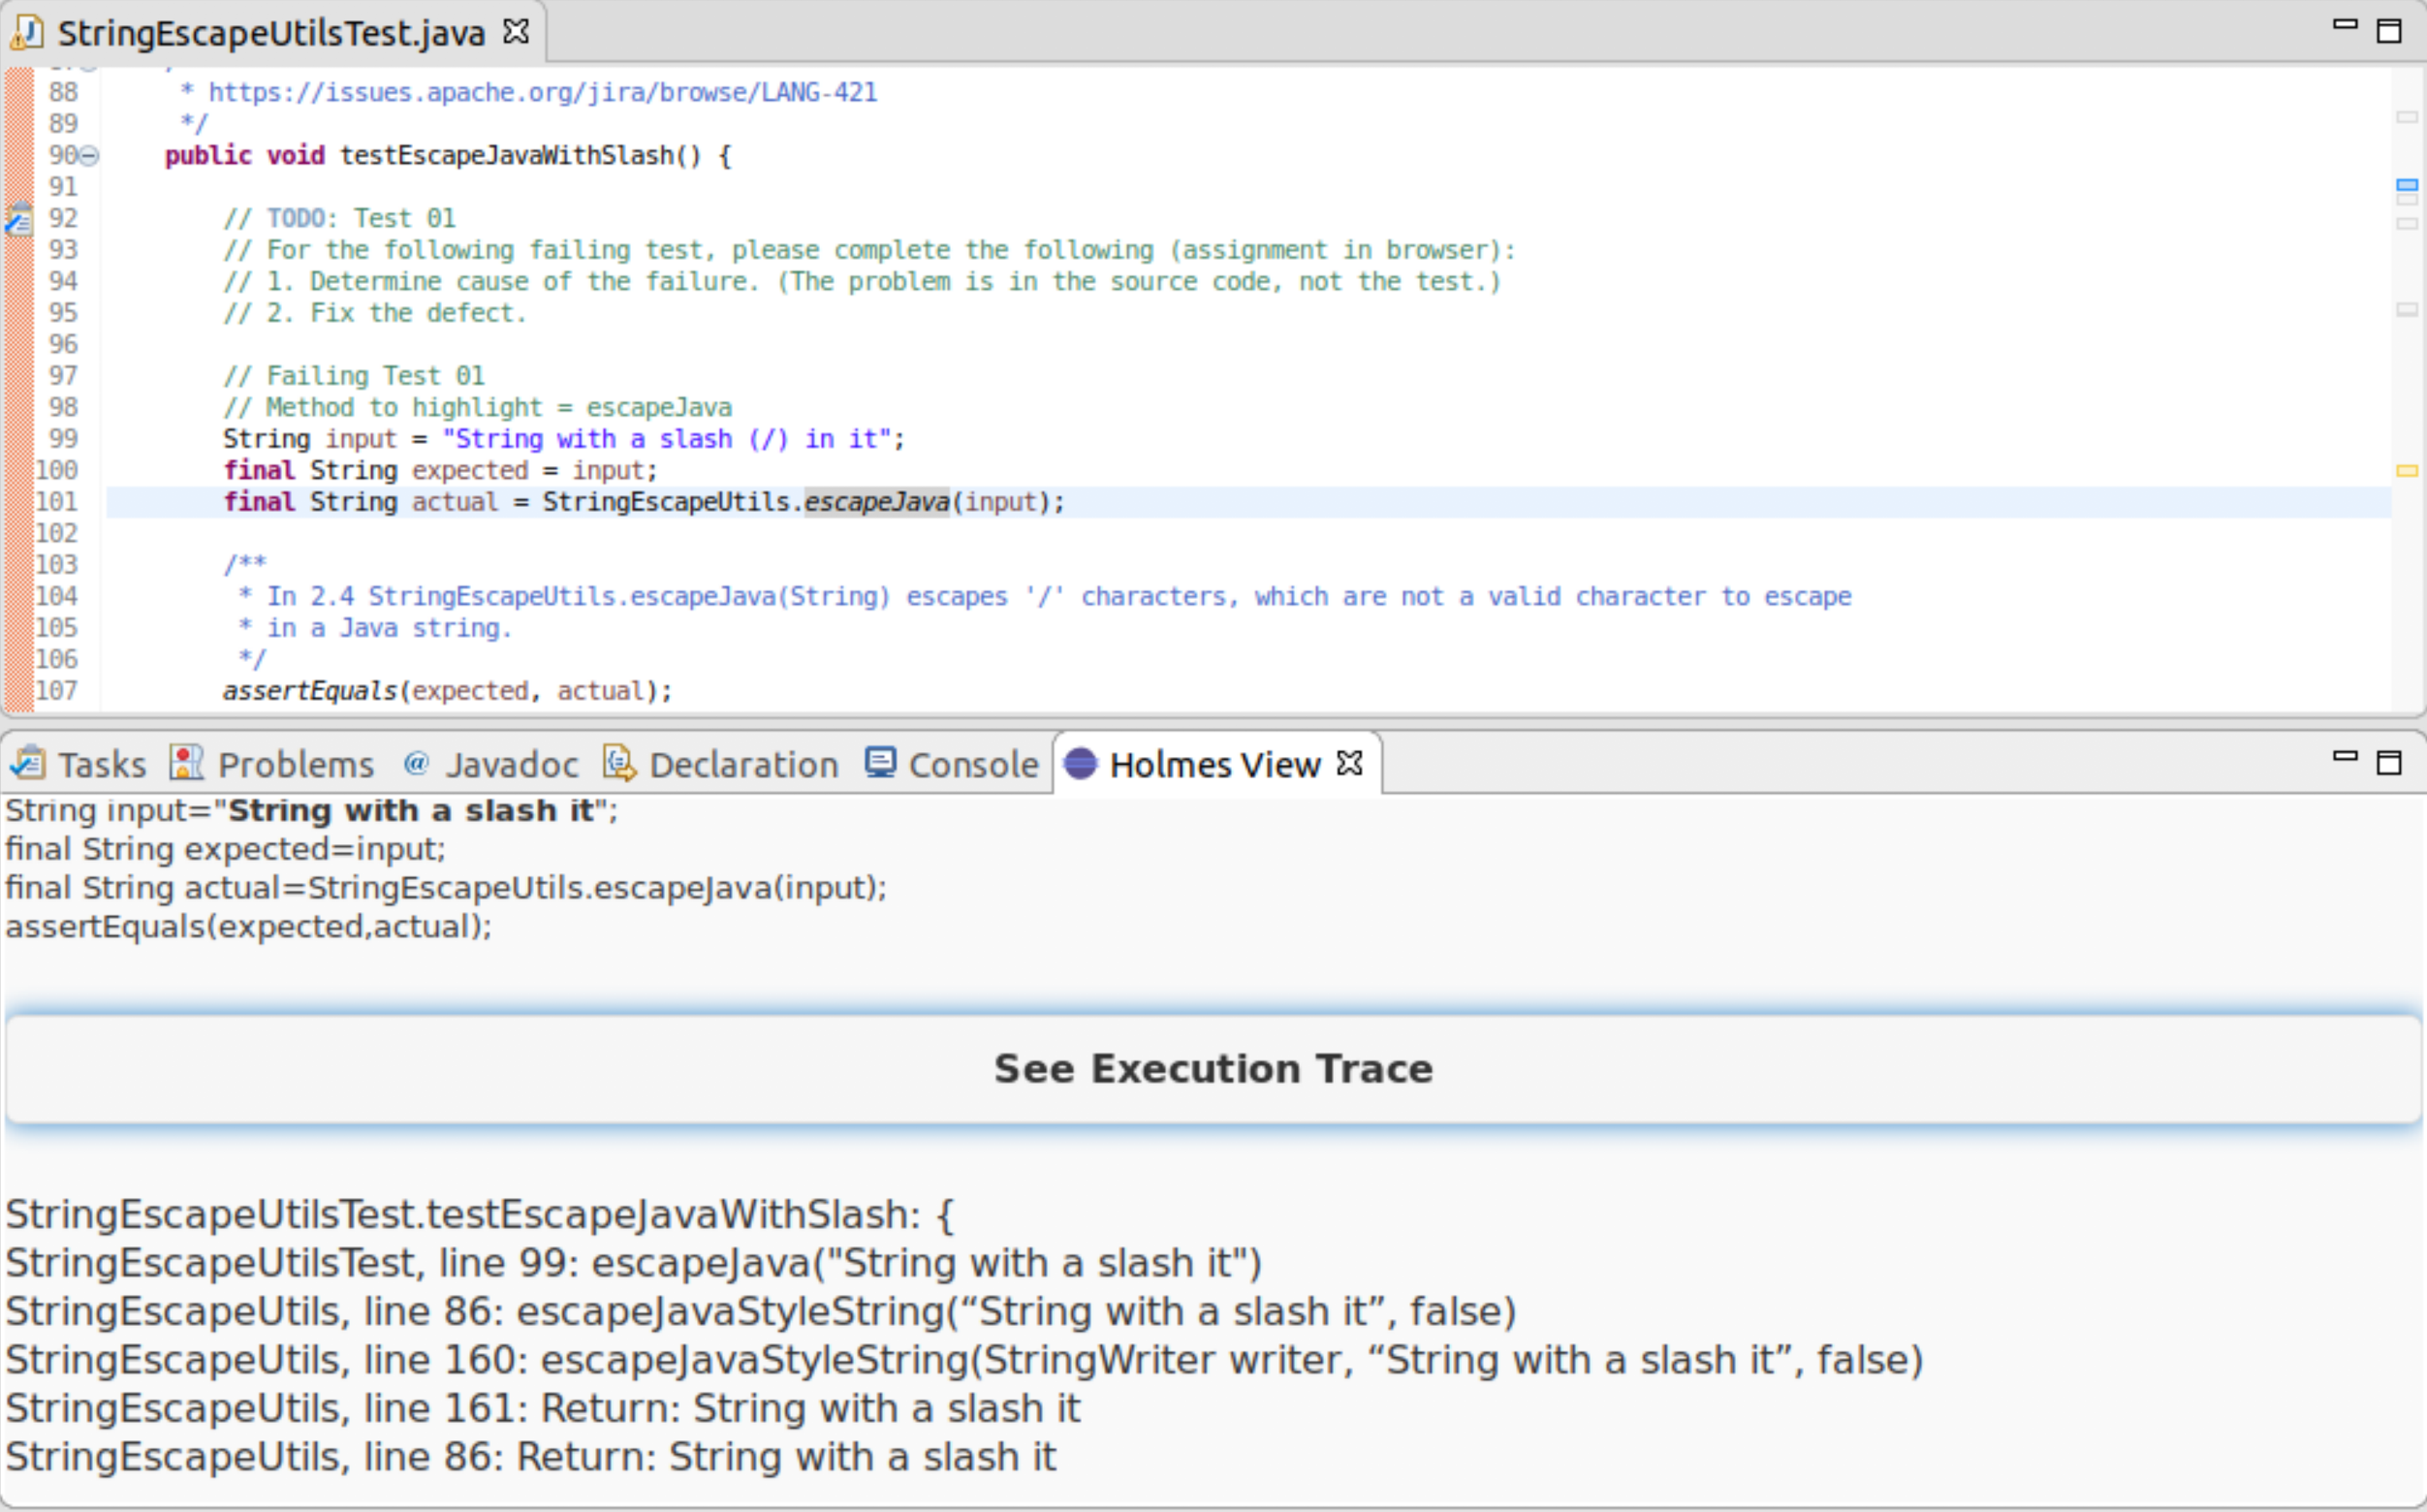 StringEscapeUtilsTest.java
88 * https://issues.apache.org/jira/browse/LANG-421
89 */
90 public void testEscapeJavaWithSlash() {
91
92 // TODO: Test 01
93 // For the following failing test, please complete the following (assignment in browser):
94 // 1. Determine cause of the failure. (The problem is in the source code, not the test.)
95 // 2. Fix the defect.
96
97 // Failing Test 01
98 // Method to highlight = escapeJava
99 String input = "String with a slash (/) in it";
100 final String expected = input;
101 final String actual = StringEscapeUtils.escapeJava(input);
102
103 /**
104 * In 2.4 StringEscapeUtils.escapeJava(String) escapes '/' characters, which are not a valid character to escape
105 * in a Java string.
106 */
107 assertEquals(expected, actual);
Tasks Problems @ Javadoc Declaration Console Holmes View
String input="String with a slash it";
final String expected=input;
final String actual=StringEscapeUtils.escapeJava(input);
assertEquals(expected,actual);
See Execution Trace
StringEscapeUtilsTest.testEscapeJavaWithSlash: {
StringEscapeUtilsTest, line 99: escapeJava("String with a slash it")
StringEscapeUtils, line 86: escapeJavaStyleString(“String with a slash it”, false)
StringEscapeUtils, line 160: escapeJavaStyleString(StringWriter writer, “String with a slash it”, false)
StringEscapeUtils, line 161: Return: String with a slash it
StringEscapeUtils, line 86: Return: String with a slash it